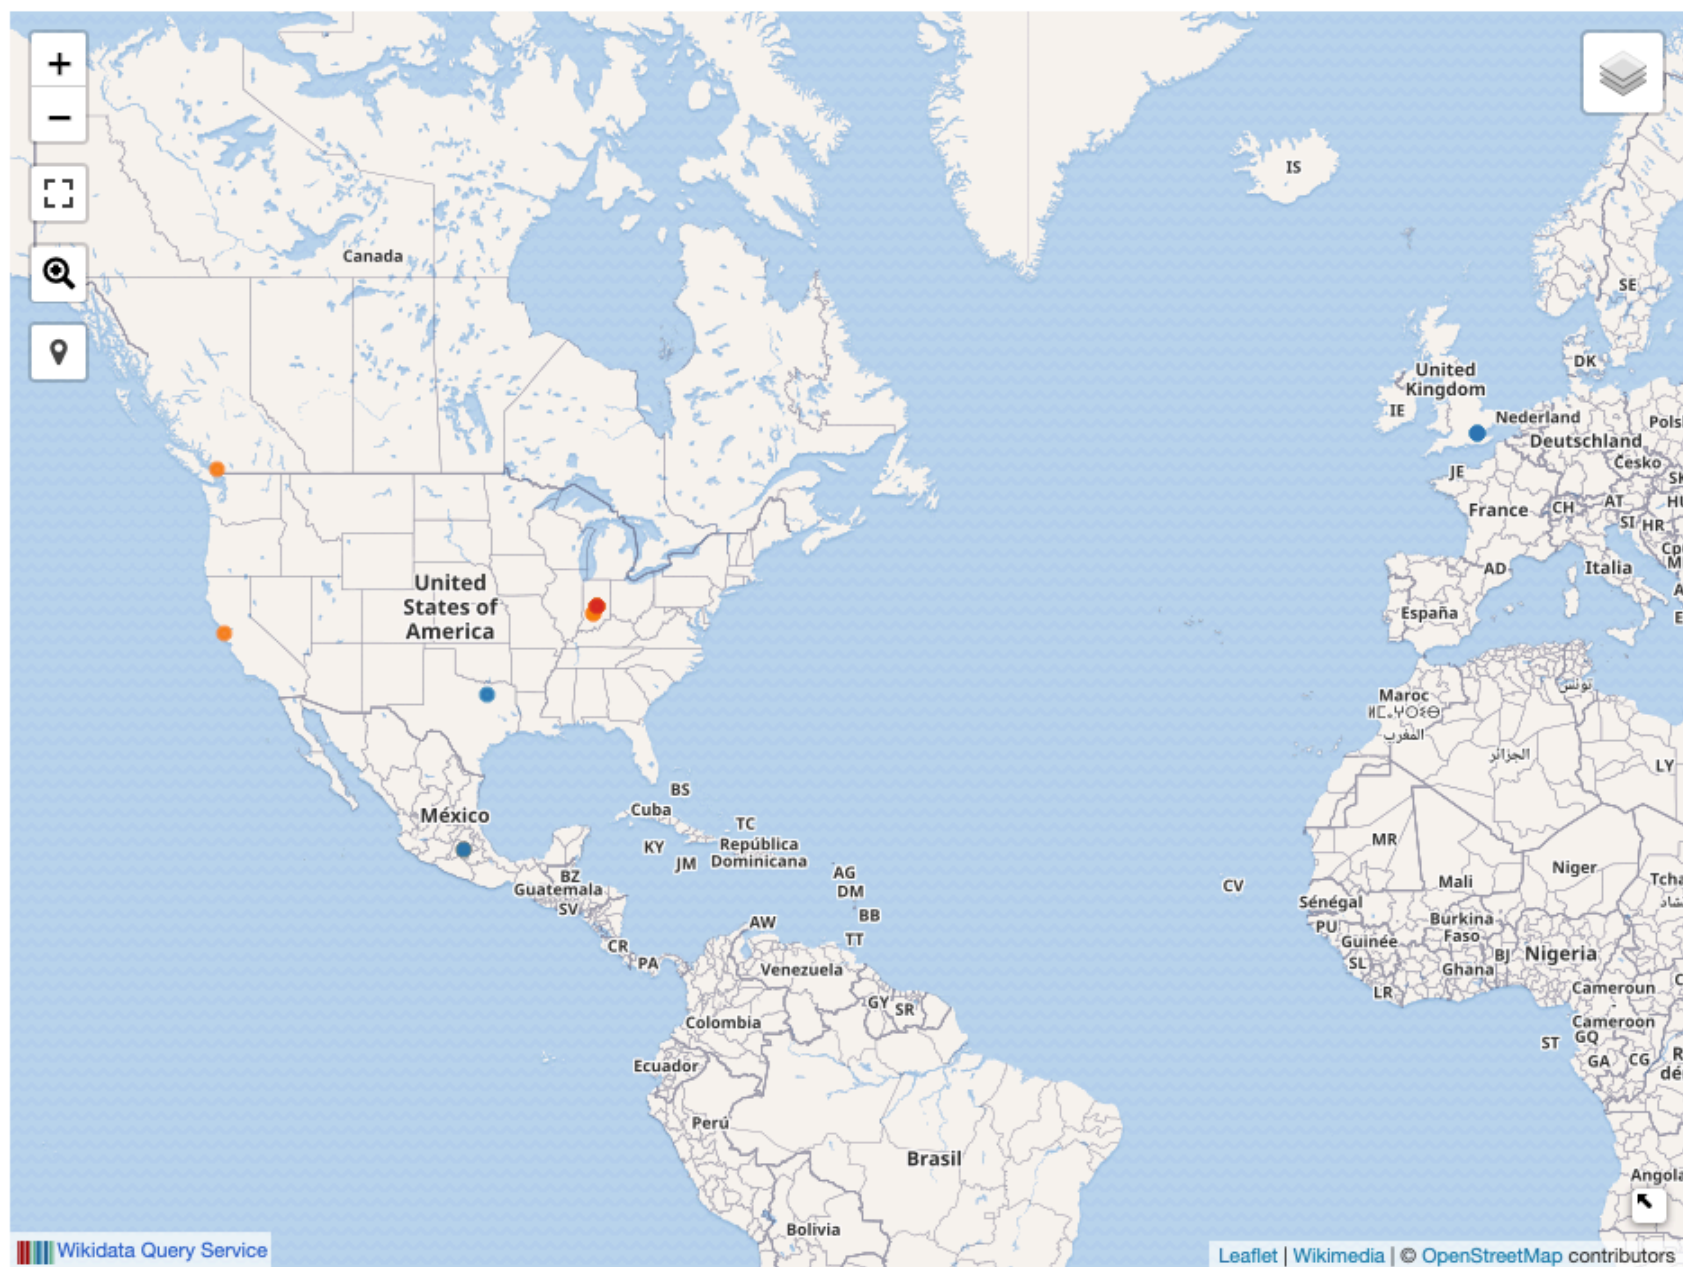 +
−
IS
Canada
SE
DK
United
Kingdom
IE
Nederland
Deutschland
Česko
JE
France
CH
AT
SI
HR
AD
Italia
España
United
States of
America
Maroc
ⵍⵎⴰⵖⵔⵉⴱ
المغرب
تونس
الجزائر
LY
BS
Cuba
México
TC
KY
República
Dominicana
JM
BZ
Guatemala
SV
AG
DM
BB
AW
TT
CR
PA
CV
MR
Mali
Niger
Sénégal
PU
Guinée
SL
Burkina
Faso
BJ
Nigeria
Ghana
LR
Cameroun
-
Cameroon
ST
GQ
GA
CG
Venezuela
GY
SR
Colombia
Ecuador
Perú
Brasil
Bolivia
Angola
Wikidata Query Service
Leaflet | Wikimedia | © OpenStreetMap contributors